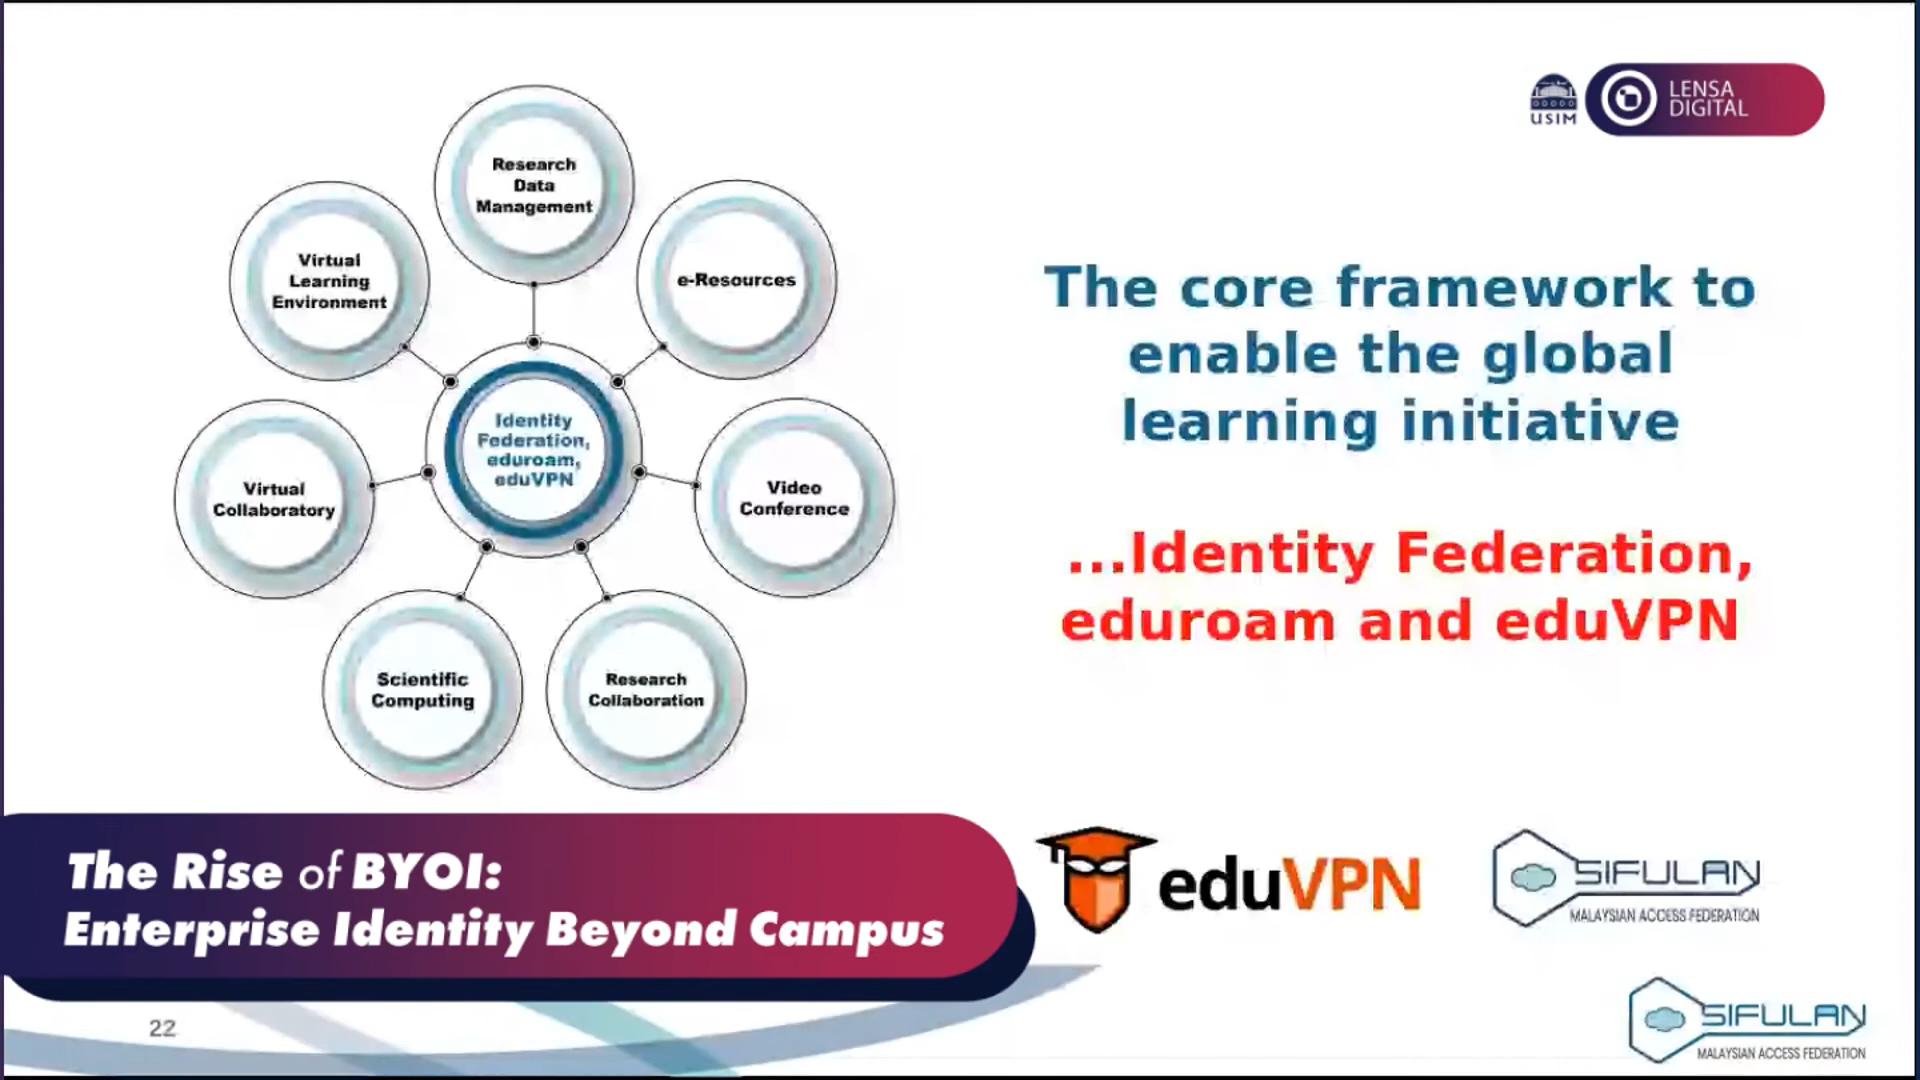 USIM
LENSA
DIGITAL
Research
Data
Management
Virtual
Learning
Environment
e-Resources
Identity
Federation,
eduroam,
eduVPN
Virtual
Collaboratory
Video
Conference
Scientific
Computing
Research
Collaboration
The core framework to
enable the global
learning initiative
...Identity Federation,
eduroam and eduVPN
The Rise of BYOI:
Enterprise Identity Beyond Campus
eduVPN
SIFULAN
MALAYSIAN ACCESS FEDERATION
22
SIFULAN
MALAYSIAN ACCESS FEDERATION